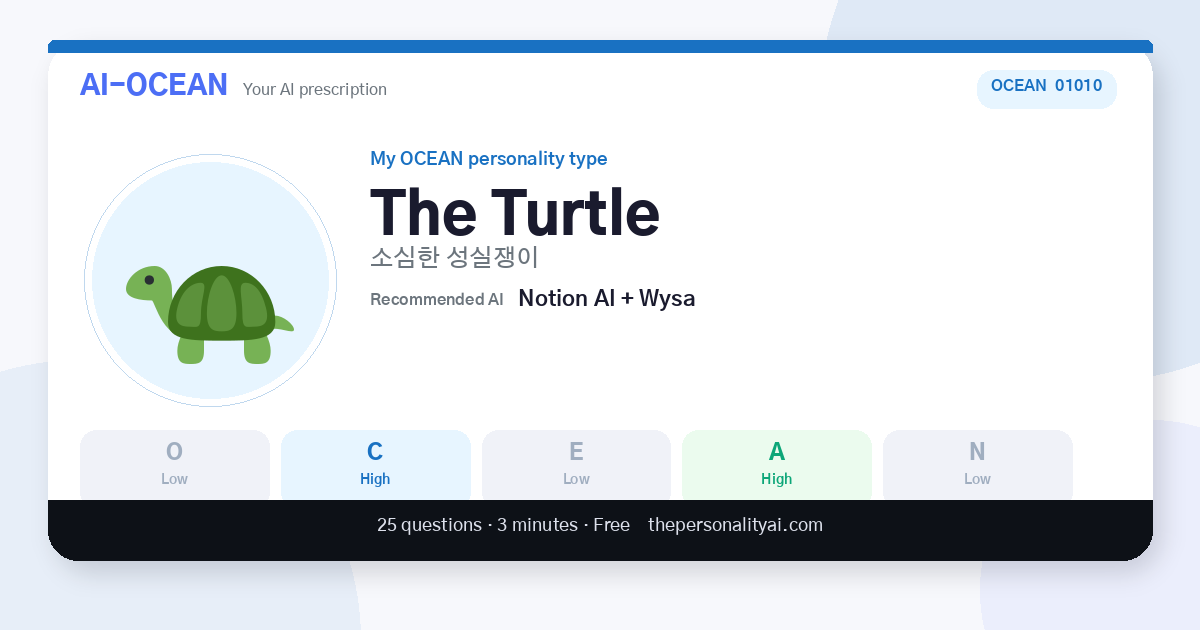 AI-OCEAN Your AI prescription OCEAN 01010
My OCEAN personality type
The Turtle
소심한 성실쟁이
Recommended AI Notion AI + Wysa
O C E A N
Low High Low High Low
25 questions · 3 minutes · Free thepersonalityai.com